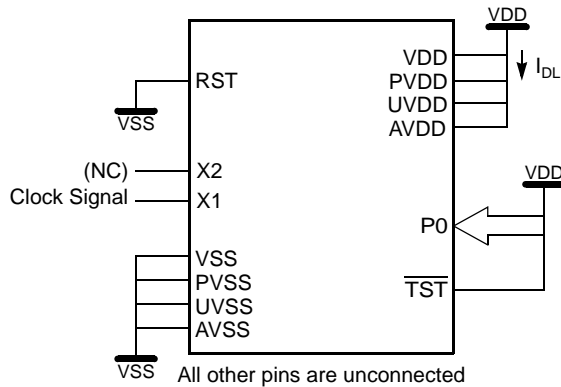 VDD
VDD
PVDD
UVDD
AVDD
I_DL
RST
VSS
(NC)
X2
Clock Signal
X1
VDD
P0
TST
VSS
PVSS
UVSS
AVSS
VSS
All other pins are unconnected